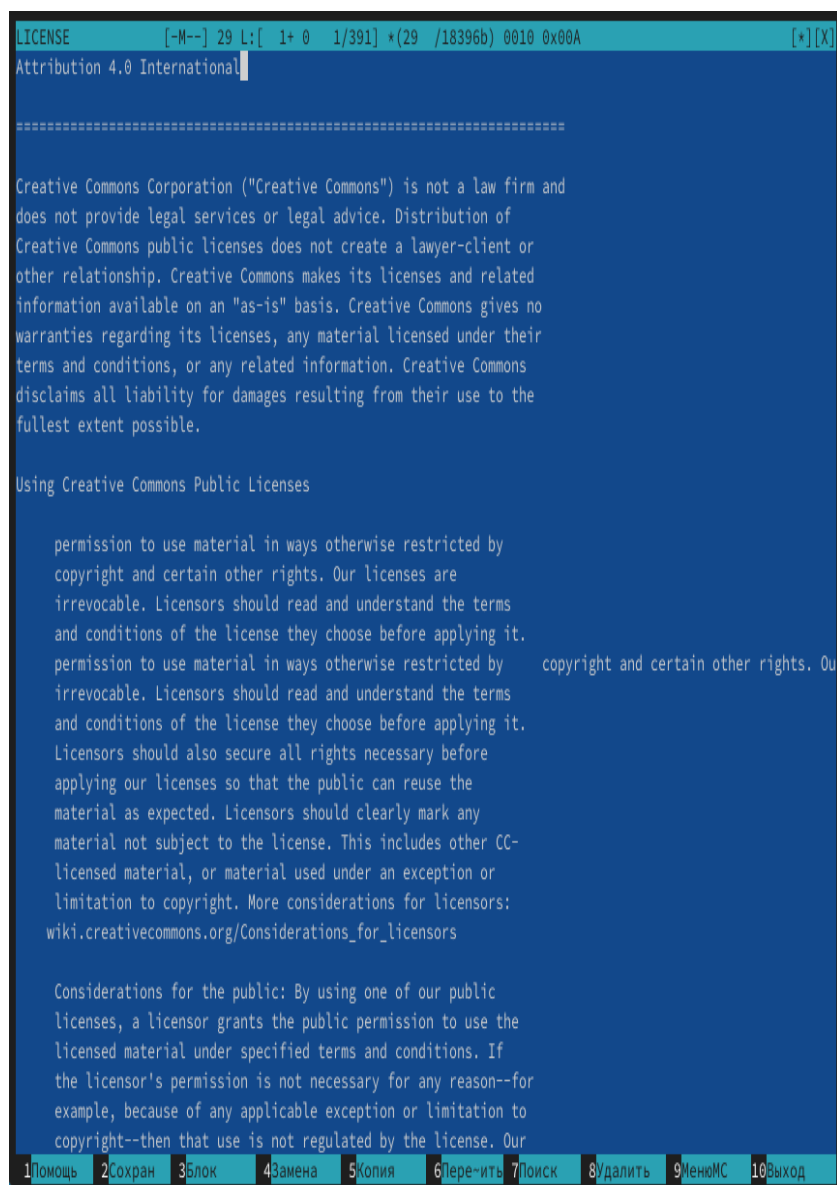 LICENSE [-M--] 29 L:[ 1+ 0 1/391] *(29 /18396b) 0010 0x00A [*][X]
Attribution 4.0 International
=======================================================================
Creative Commons Corporation ("Creative Commons") is not a law firm and
does not provide legal services or legal advice. Distribution of
Creative Commons public licenses does not create a lawyer-client or
other relationship. Creative Commons makes its licenses and related
information available on an "as-is" basis. Creative Commons gives no
warranties regarding its licenses, any material licensed under their
terms and conditions, or any related information. Creative Commons
disclaims all liability for damages resulting from their use to the
fullest extent possible.
Using Creative Commons Public Licenses
permission to use material in ways otherwise restricted by
copyright and certain other rights. Our licenses are
irrevocable. Licensors should read and understand the terms
and conditions of the license they choose before applying it.
permission to use material in ways otherwise restricted by copyright and certain other rights. Ou
irrevocable. Licensors should read and understand the terms
and conditions of the license they choose before applying it.
Licensors should also secure all rights necessary before
applying our licenses so that the public can reuse the
material as expected. Licensors should clearly mark any
material not subject to the license. This includes other CC-
licensed material, or material used under an exception or
limitation to copyright. More considerations for licensors:
wiki.creativecommons.org/Considerations_for_licensors
Considerations for the public: By using one of our public
licenses, a licensor grants the public permission to use the
licensed material under specified terms and conditions. If
the licensor's permission is not necessary for any reason--for
example, because of any applicable exception or limitation to
copyright--then that use is not regulated by the license. Our
1Помощь 2Сохран 3Блок 4Замена 5Копия 6Пере~ить 7Поиск 8Удалить 9МенюМС 10Выход